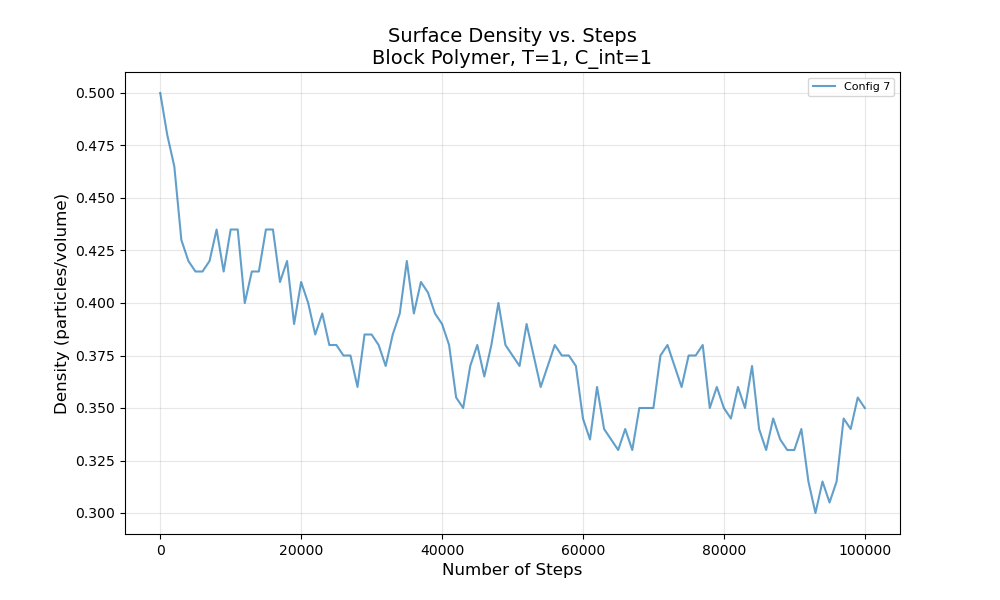 Surface Density vs. Steps
Block Polymer, T=1, C_int=1
Config 7
Density (particles/volume)
0.500
0.475
0.450
0.425
0.400
0.375
0.350
0.325
0.300
0 20000 40000 60000 80000 100000
Number of Steps